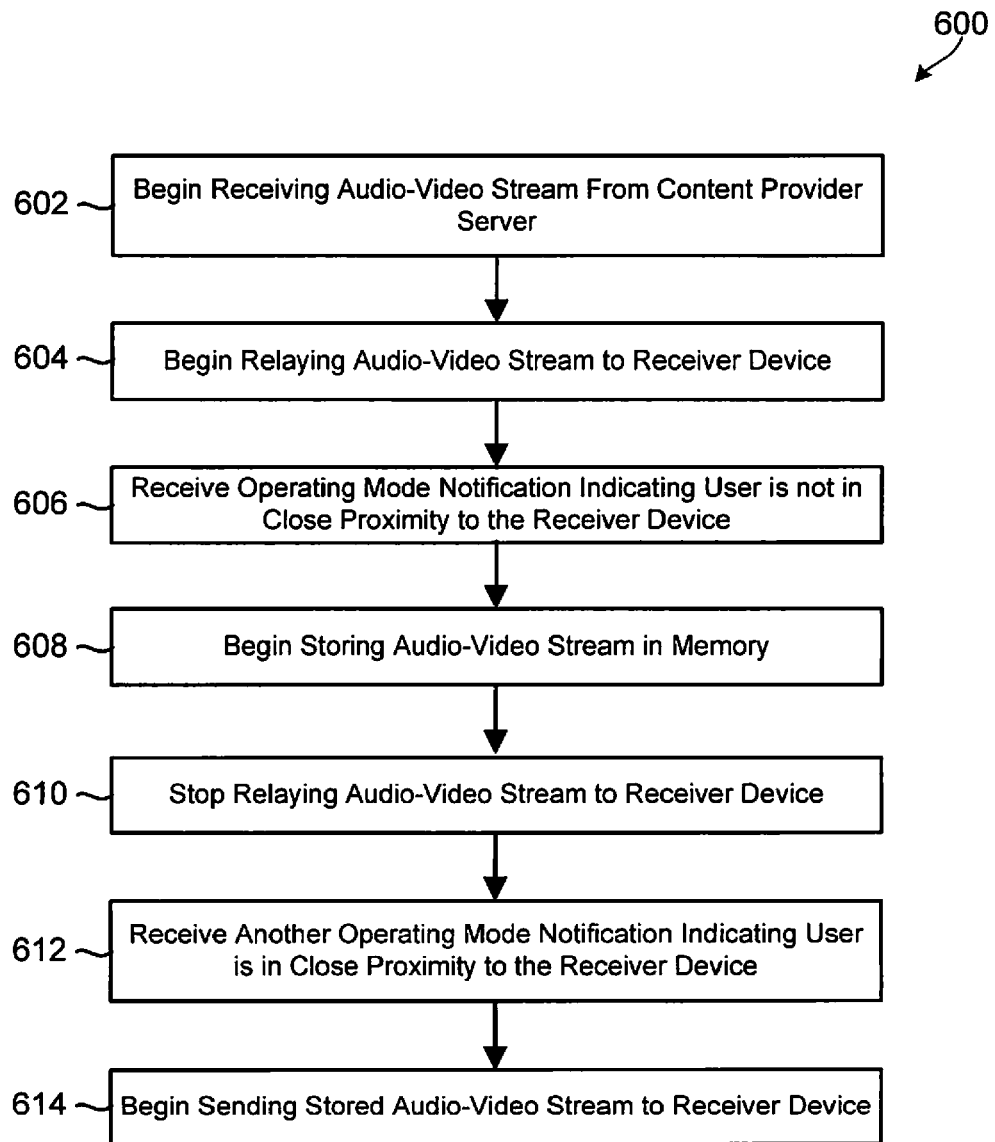 600
602
Begin Receiving Audio-Video Stream From Content Provider
Server
604
Begin Relaying Audio-Video Stream to Receiver Device
606
Receive Operating Mode Notification Indicating User is not in
Close Proximity to the Receiver Device
608
Begin Storing Audio-Video Stream in Memory
610
Stop Relaying Audio-Video Stream to Receiver Device
612
Receive Another Operating Mode Notification Indicating User
is in Close Proximity to the Receiver Device
614
Begin Sending Stored Audio-Video Stream to Receiver Device